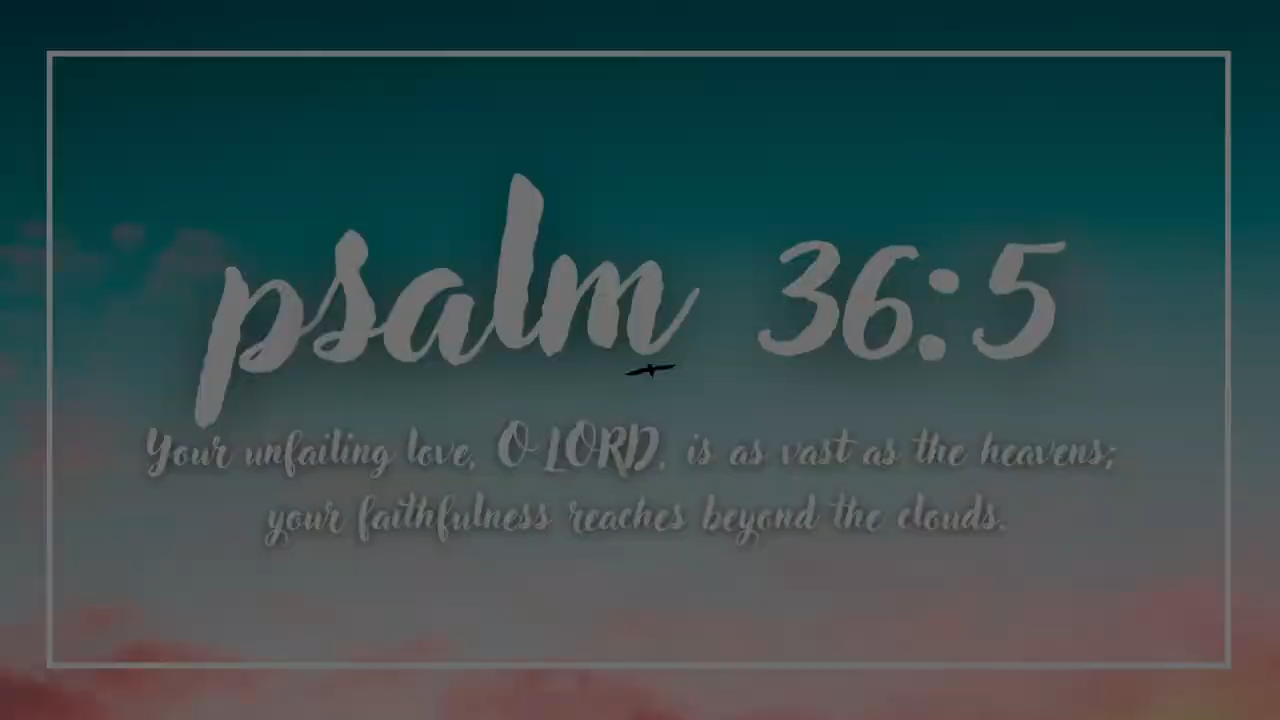 psalm 36:5
Your unfailing love, O LORD, is as vast as the heavens;
your faithfulness reaches beyond the clouds.